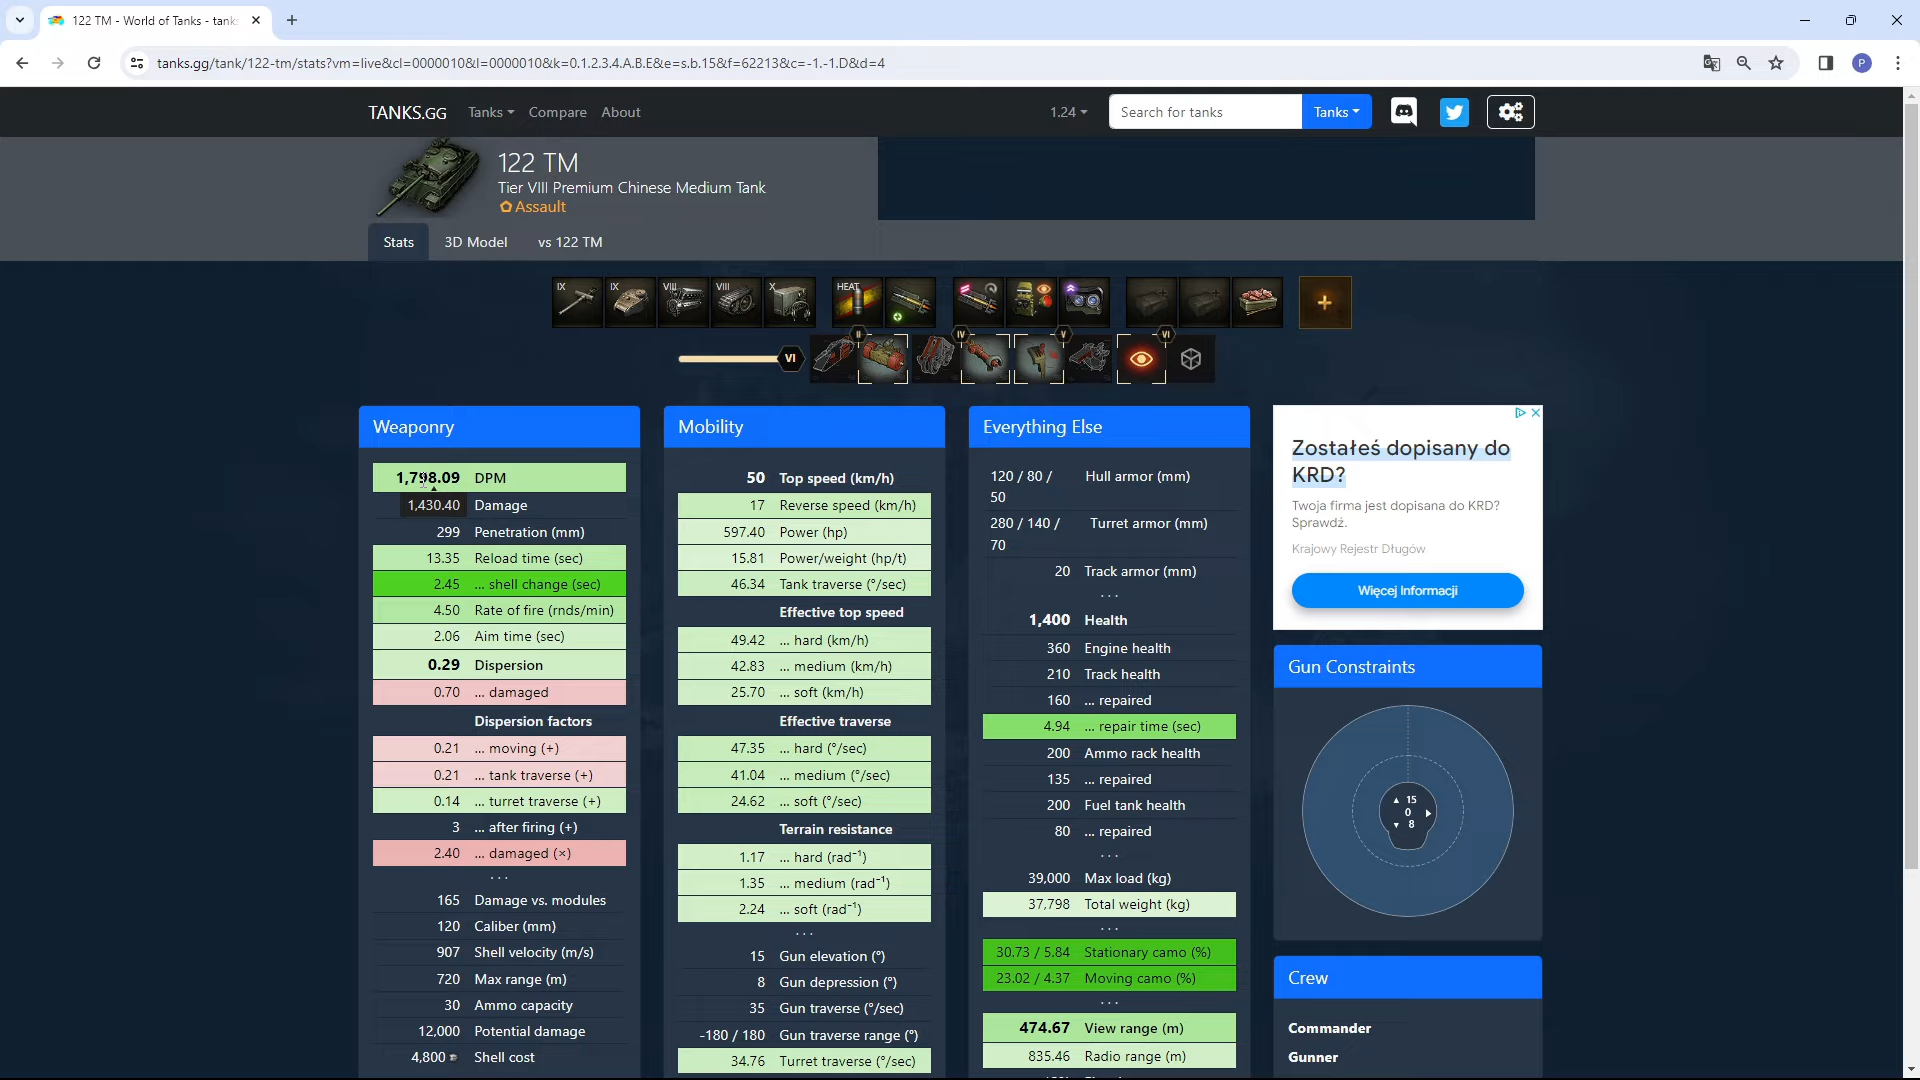 122 TM - World of Tanks - tank
tanks.gg/tank/122-tm/stats?vm=live&cl=0000010&l=0000010&k=0.1.2.3.4.A.B.E&e=s.b.15&f=62213&c=-1.-1.D&d=4
P
TANKS.GG Tanks Compare About 1.24 Search for tanks Tanks
122 TM
Tier VIII Premium Chinese Medium Tank
Assault
Stats 3D Model vs 122 TM
IX IX VIII VIII X HEAT
II IV V VI
VI
Weaponry
1,798.09 DPM
1,430.40 Damage
299 Penetration (mm)
13.35 Reload time (sec)
2.45 ... shell change (sec)
4.50 Rate of fire (rnds/min)
2.06 Aim time (sec)
0.29 Dispersion
0.70 ... damaged
Dispersion factors
0.21 ... moving (+)
0.21 ... tank traverse (+)
0.14 ... turret traverse (+)
3 ... after firing (+)
2.40 ... damaged (×)
...
165 Damage vs. modules
120 Caliber (mm)
907 Shell velocity (m/s)
720 Max range (m)
30 Ammo capacity
12,000 Potential damage
4,800 Shell cost
Mobility
50 Top speed (km/h)
17 Reverse speed (km/h)
597.40 Power (hp)
15.81 Power/weight (hp/t)
46.34 Tank traverse (°/sec)
Effective top speed
49.42 ... hard (km/h)
42.83 ... medium (km/h)
25.70 ... soft (km/h)
Effective traverse
47.35 ... hard (°/sec)
41.04 ... medium (°/sec)
24.62 ... soft (°/sec)
Terrain resistance
1.17 ... hard (rad⁻¹)
1.35 ... medium (rad⁻¹)
2.24 ... soft (rad⁻¹)
...
15 Gun elevation (°)
8 Gun depression (°)
35 Gun traverse (°/sec)
-180 / 180 Gun traverse range (°)
34.76 Turret traverse (°/sec)
Everything Else
120 / 80 / Hull armor (mm)
50
280 / 140 / Turret armor (mm)
70
20 Track armor (mm)
...
1,400 Health
360 Engine health
210 Track health
160 ... repaired
4.94 ... repair time (sec)
200 Ammo rack health
135 ... repaired
200 Fuel tank health
80 ... repaired
...
39,000 Max load (kg)
37,798 Total weight (kg)
...
30.73 / 5.84 Stationary camo (%)
23.02 / 4.37 Moving camo (%)
...
474.67 View range (m)
835.46 Radio range (m)
Zostałeś dopisany do
KRD?
Twoja firma jest dopisana do KRD?
Sprawdź.
Krajowy Rejestr Długów
Więcej Informacji
Gun Constraints
15
0
8
Crew
Commander
Gunner